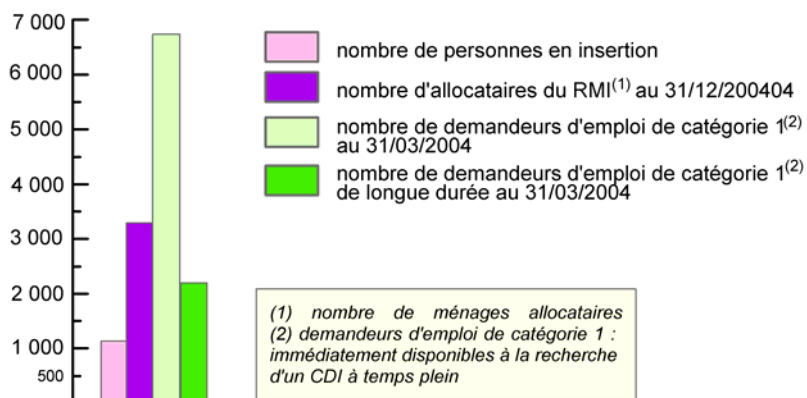 7 000
6 000
5 000
4 000
3 000
2 000
1 000
500
nombre de personnes en insertion
nombre d'allocataires du RMI(1) au 31/12/200404
nombre de demandeurs d'emploi de catégorie 1(2)
au 31/03/2004
nombre de demandeurs d'emploi de catégorie 1(2)
de longue durée au 31/03/2004
(1) nombre de ménages allocataires
(2) demandeurs d'emploi de catégorie 1 :
immédiatement disponibles à la recherche
d'un CDI à temps plein